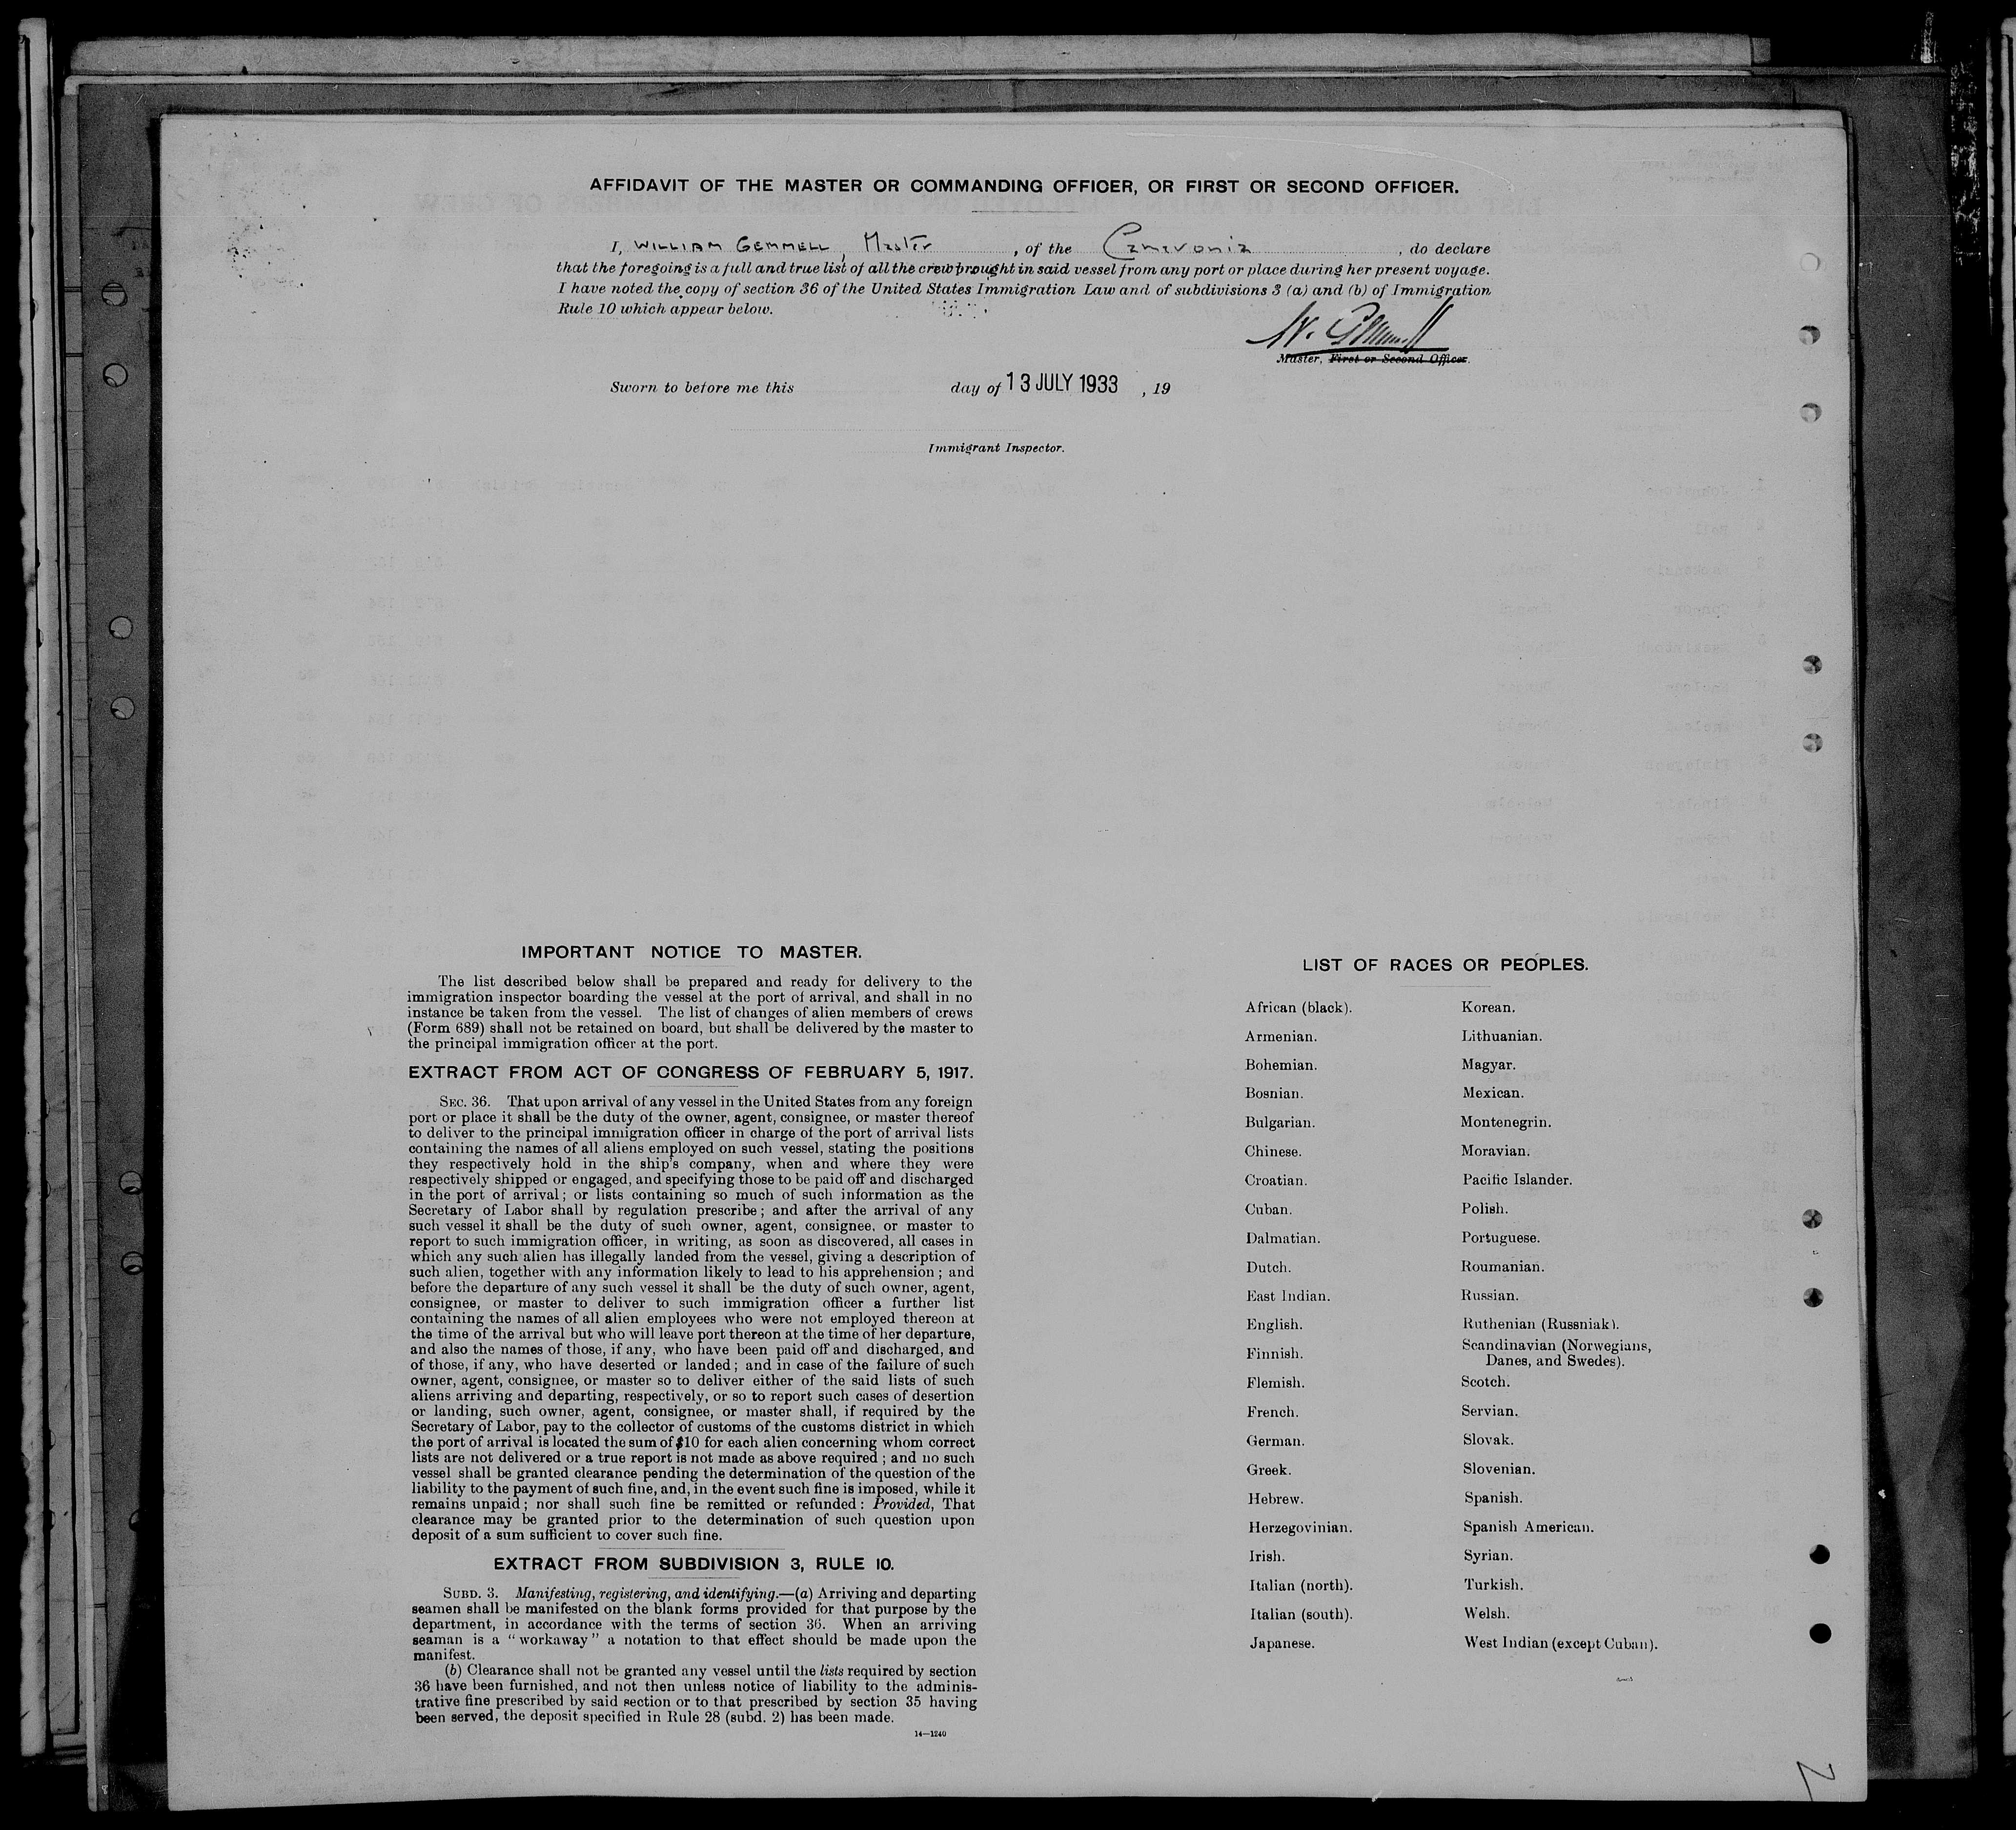 AFFIDAVIT OF THE MASTER OR COMMANDING OFFICER, OR FIRST OR SECOND OFFICER.
I, WILLIAM GEMMELL, Master, of the Cameronia, do declare
that the foregoing is a full and true list of all the crew brought in said vessel from any port or place during her present voyage.
I have noted the copy of section 36 of the United States Immigration Law and of subdivisions 3 (a) and (b) of Immigration
Rule 10 which appear below.
W. Gemmell
Master, First or Second Officer.
Sworn to before me this day of 13 JULY 1933, 19
Immigrant Inspector.
IMPORTANT NOTICE TO MASTER.
The list described below shall be prepared and ready for delivery to the
immigration inspector boarding the vessel at the port of arrival, and shall in no
instance be taken from the vessel. The list of changes of alien members of crews
(Form 689) shall not be retained on board, but shall be delivered by the master to
the principal immigration officer at the port.
EXTRACT FROM ACT OF CONGRESS OF FEBRUARY 5, 1917.
SEC. 36. That upon arrival of any vessel in the United States from any foreign
port or place it shall be the duty of the owner, agent, consignee, or master thereof
to deliver to the principal immigration officer in charge of the port of arrival lists
containing the names of all aliens employed on such vessel, stating the positions
they respectively hold in the ship's company, when and where they were
respectively shipped or engaged, and specifying those to be paid off and discharged
in the port of arrival; or lists containing so much of such information as the
Secretary of Labor shall by regulation prescribe; and after the arrival of any
such vessel it shall be the duty of such owner, agent, consignee, or master to
report to such immigration officer, in writing, as soon as discovered, all cases in
which any such alien has illegally landed from the vessel, giving a description of
such alien, together with any information likely to lead to his apprehension; and
before the departure of any such vessel it shall be the duty of such owner, agent,
consignee, or master to deliver to such immigration officer a further list
containing the names of all alien employees who were not employed thereon at
the time of the arrival but who will leave port thereon at the time of her departure,
and also the names of those, if any, who have been paid off and discharged, and
of those, if any, who have deserted or landed; and in case of the failure of such
owner, agent, consignee, or master so to deliver either of the said lists of such
aliens arriving and departing, respectively, or so to report such cases of desertion
or landing, such owner, agent, consignee, or master shall, if required by the
Secretary of Labor, pay to the collector of customs of the customs district in which
the port of arrival is located the sum of $10 for each alien concerning whom correct
lists are not delivered or a true report is not made as above required; and no such
vessel shall be granted clearance pending the determination of the question of the
liability to the payment of such fine, and, in the event such fine is imposed, while it
remains unpaid; nor shall such fine be remitted or refunded: Provided, That
clearance may be granted prior to the determination of such question upon
deposit of a sum sufficient to cover such fine.
EXTRACT FROM SUBDIVISION 3, RULE 10.
SUBD. 3. Manifesting, registering, and identifying.—(a) Arriving and departing
seamen shall be manifested on the blank forms provided for that purpose by the
department, in accordance with the terms of section 36. When an arriving
seaman is a "workaway" a notation to that effect should be made upon the
manifest.
(b) Clearance shall not be granted any vessel until the lists required by section
36 have been furnished, and not then unless notice of liability to the adminis-
trative fine prescribed by said section or to that prescribed by section 35 having
been served, the deposit specified in Rule 28 (subd. 2) has been made.
14—1240
LIST OF RACES OR PEOPLES.
African (black). Korean.
Armenian. Lithuanian.
Bohemian. Magyar.
Bosnian. Mexican.
Bulgarian. Montenegrin.
Chinese. Moravian.
Croatian. Pacific Islander.
Cuban. Polish.
Dalmatian. Portuguese.
Dutch. Roumanian.
East Indian. Russian.
English. Ruthenian (Russniak).
Finnish. Scandinavian (Norwegians,
Danes, and Swedes).
Flemish. Scotch.
French. Servian.
German. Slovak.
Greek. Slovenian.
Hebrew. Spanish.
Herzegovinian. Spanish American.
Irish. Syrian.
Italian (north). Turkish.
Italian (south). Welsh.
Japanese. West Indian (except Cuban).
2